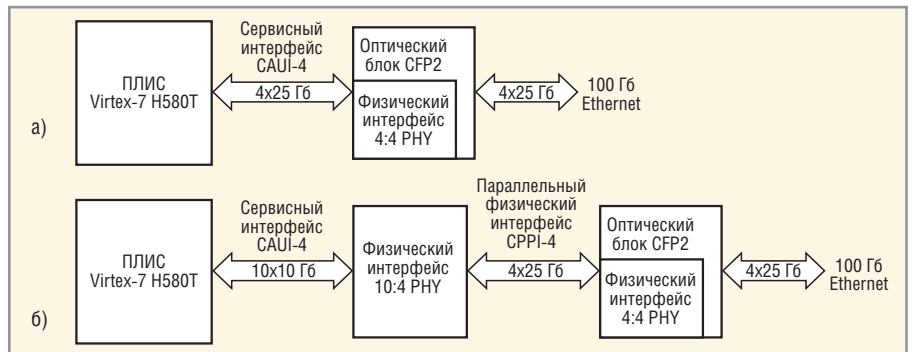 а)
ПЛИС
Virtex-7 H580T
Сервисный
интерфейс
CAUI-4
4x25 Гб
Оптический
блок CFP2
Физический
интерфейс
4:4 PHY
4x25 Гб
100 Гб
Ethernet
б)
ПЛИС
Virtex-7 H580T
Сервисный
интерфейс
CAUI-4
10x10 Гб
Физический
интерфейс
10:4 PHY
Параллельный
физический
интерфейс
CPPI-4
4x25 Гб
Оптический
блок CFP2
Физический
интерфейс
4:4 PHY
4x25 Гб
100 Гб
Ethernet